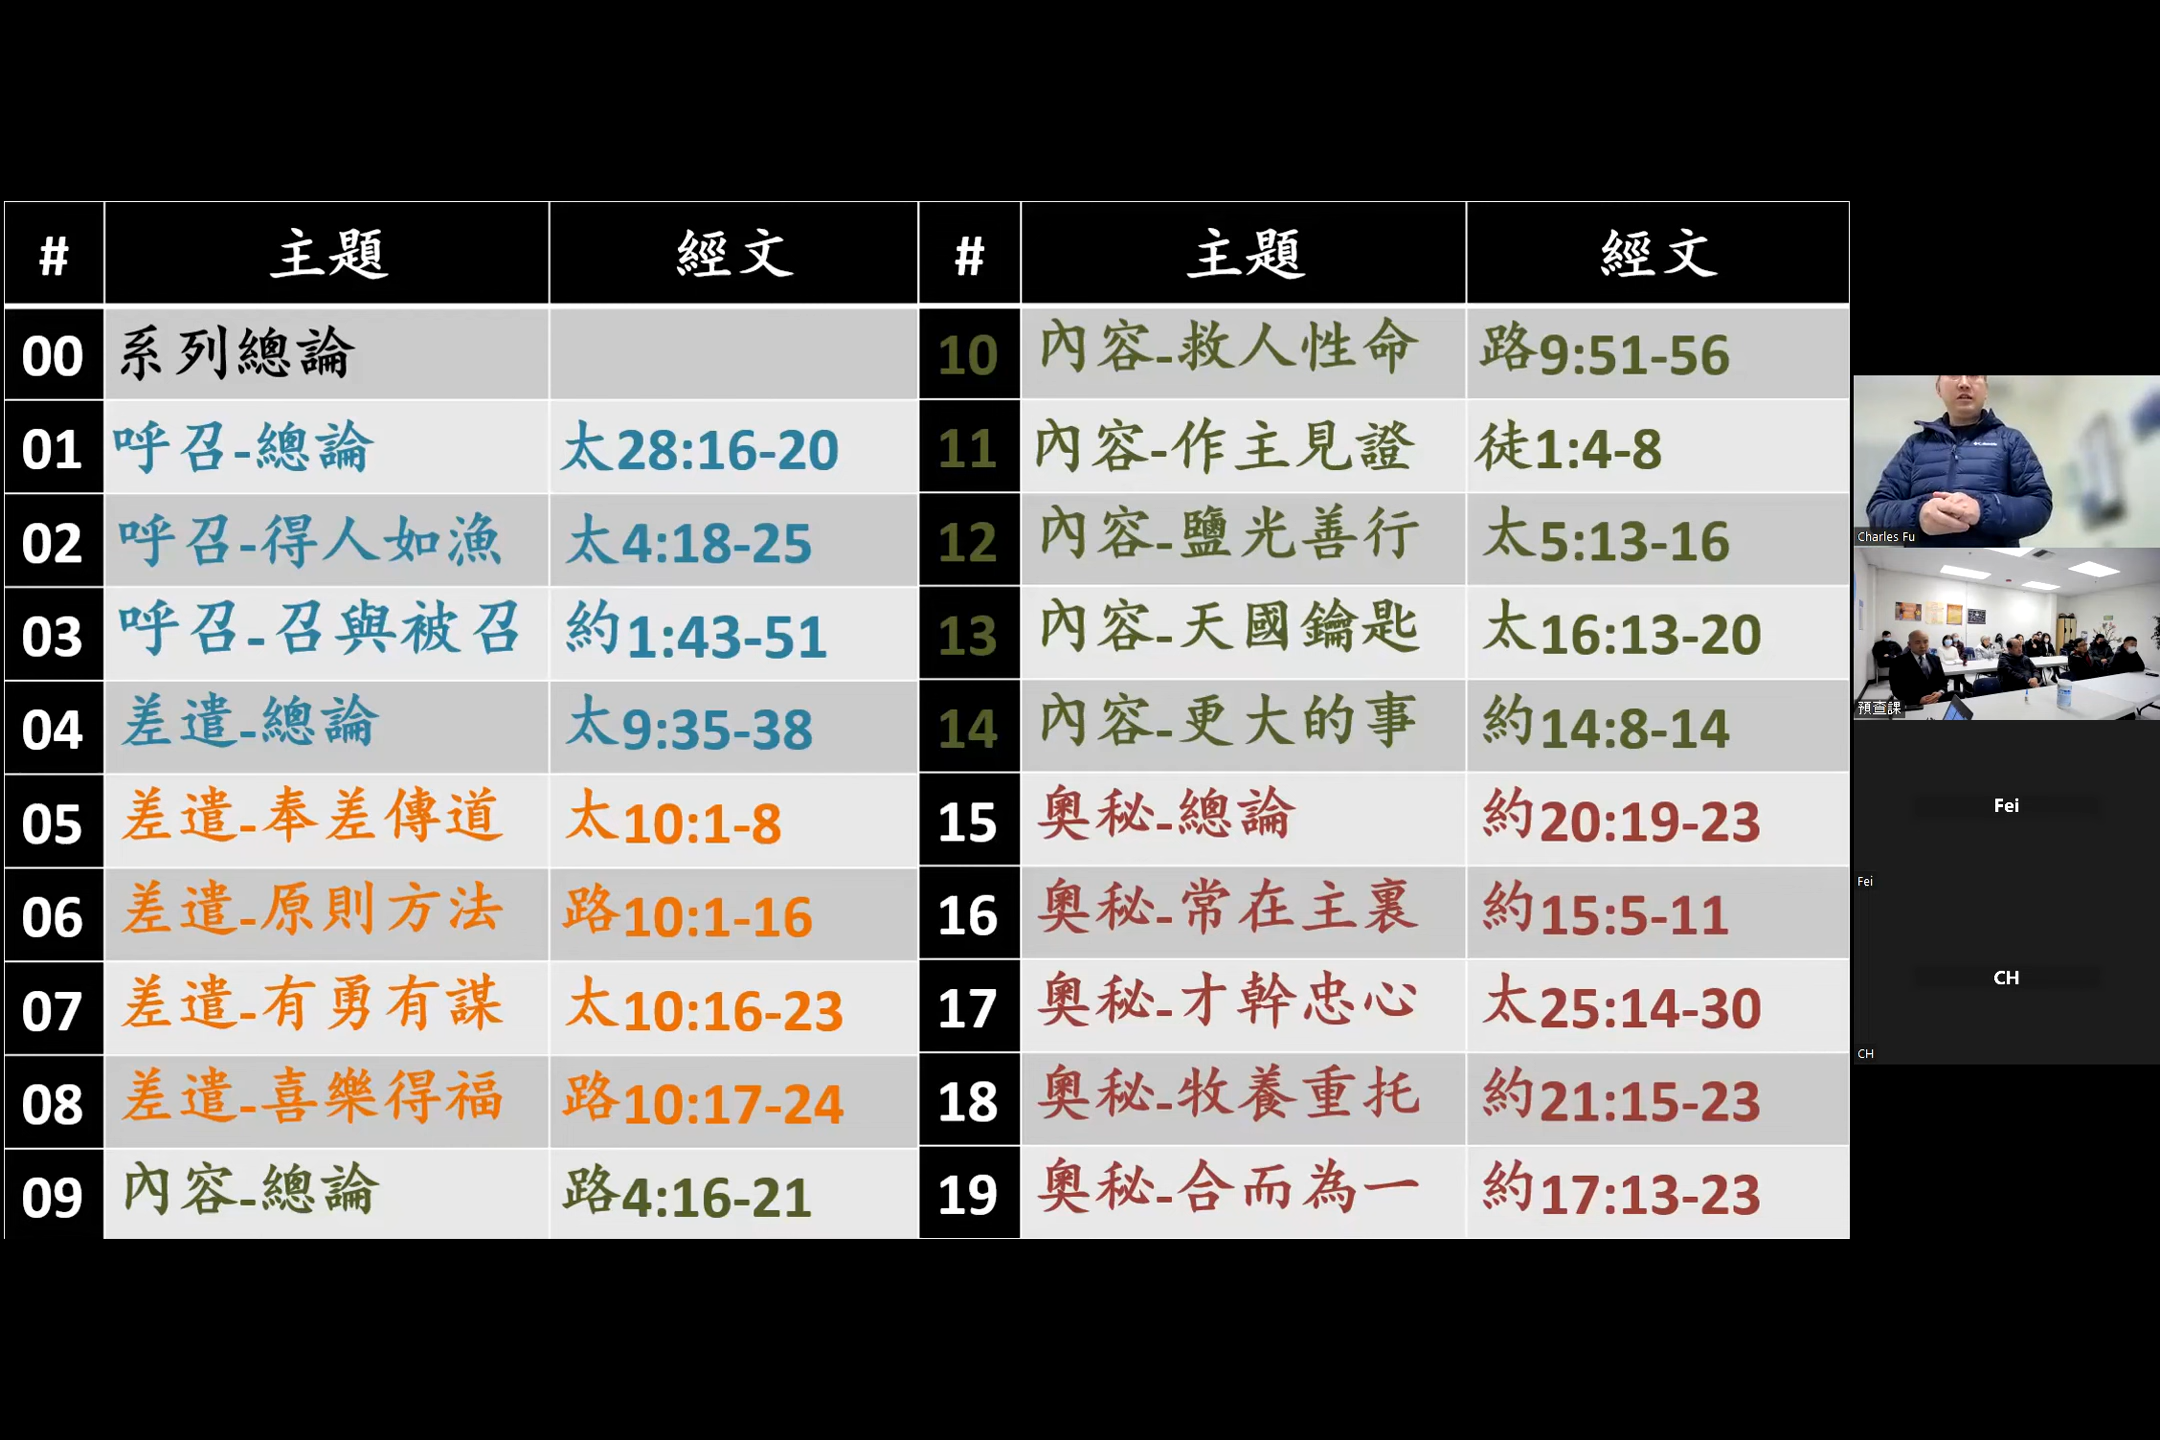 # 主題 經文 # 主題 經文
00 系列總論 10 內容-救人性命 路9:51-56
01 呼召-總論 太28:16-20 11 內容-作主見證 徒1:4-8
02 呼召-得人如漁 太4:18-25 12 內容-鹽光善行 太5:13-16
03 呼召-召與被召 約1:43-51 13 內容-天國鑰匙 太16:13-20
04 差遣-總論 太9:35-38 14 內容-更大的事 約14:8-14
05 差遣-奉差傳道 太10:1-8 15 奧秘-總論 約20:19-23
06 差遣-原則方法 路10:1-16 16 奧秘-常在主裏 約15:5-11
07 差遣-有勇有謀 太10:16-23 17 奧秘-才幹忠心 太25:14-30
08 差遣-喜樂得福 路10:17-24 18 奧秘-牧養重托 約21:15-23
09 內容-總論 路4:16-21 19 奧秘-合而為一 約17:13-23
Charles Fu
預查課
Fei
Fei
CH
CH